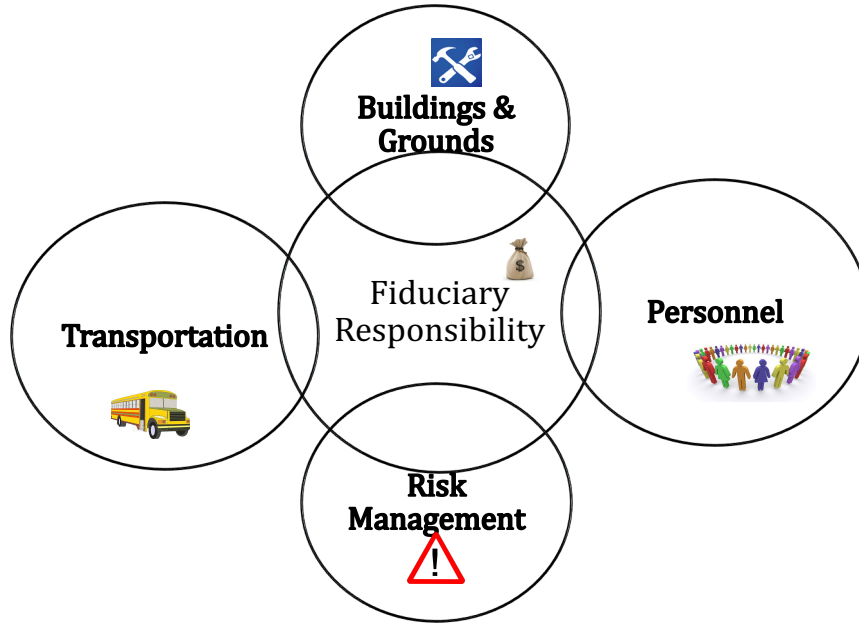 Buildings &
Grounds
Fiduciary
Responsibility
Transportation
Personnel
Risk
Management